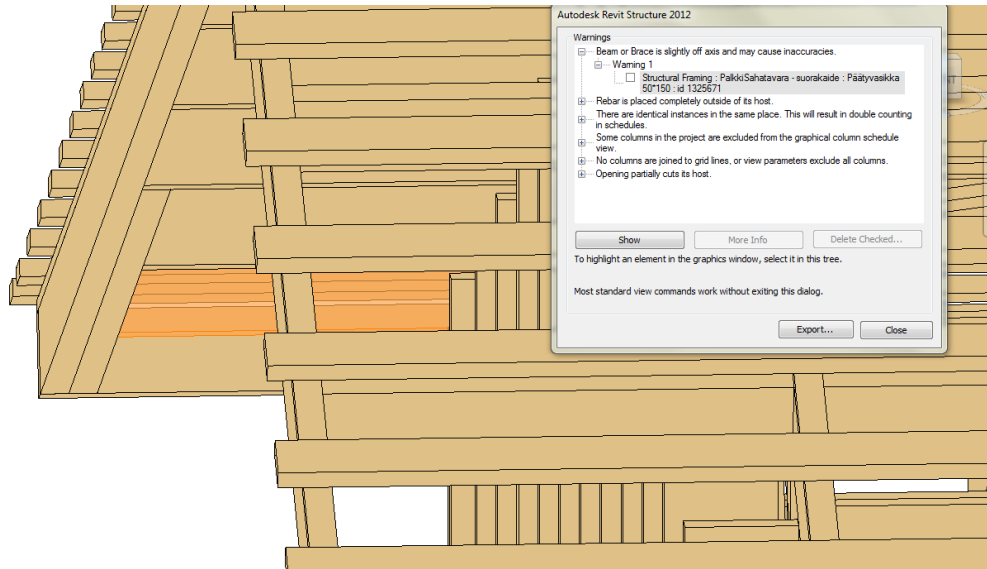 Autodesk Revit Structure 2012
Warnings
Beam or Brace is slightly off axis and may cause inaccuracies.
Warning 1
Structural Framing : PalkkiSahatavara - suorakaide : Päätyvasikka
50*150 : id 1325671
Rebar is placed completely outside of its host.
There are identical instances in the same place. This will result in double counting
in schedules.
Some columns in the project are excluded from the graphical column schedule
view.
No columns are joined to grid lines, or view parameters exclude all columns.
Opening partially cuts its host.
Show
More Info
Delete Checked...
To highlight an element in the graphics window, select it in this tree.
Most standard view commands work without exiting this dialog.
Export...
Close